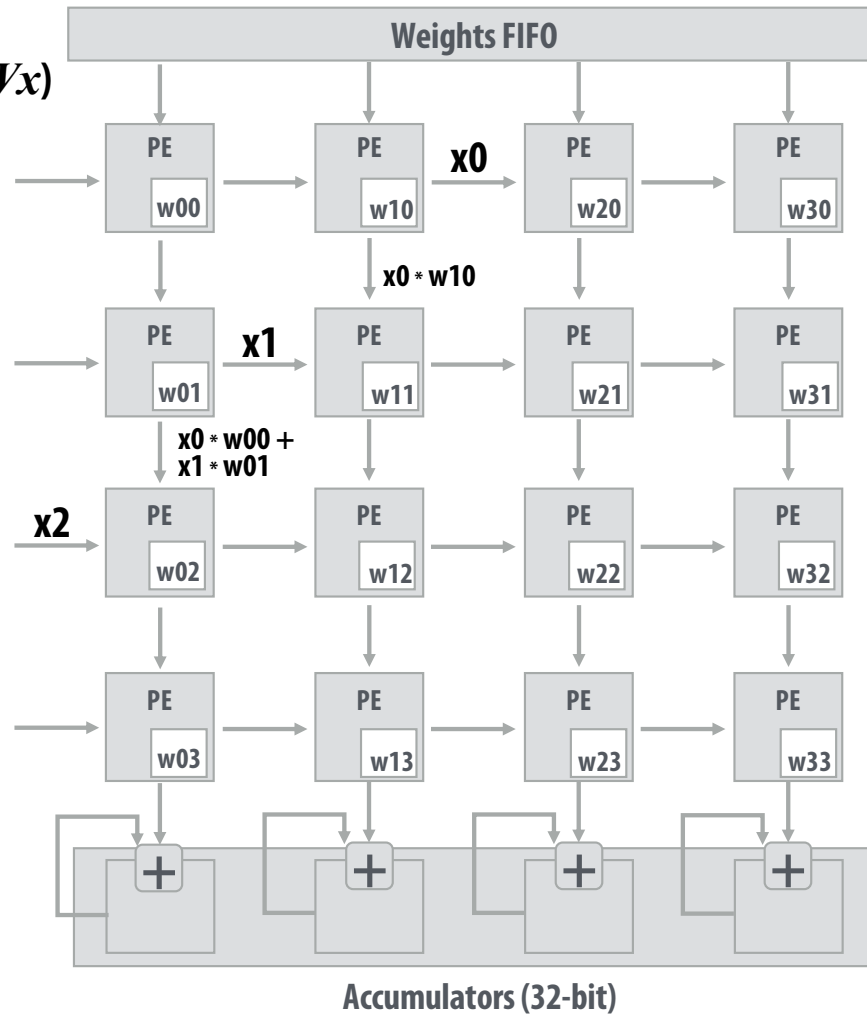 Weights FIFO
Vx)
PE PE x0 PE PE
w00 w10 w20 w30
x0 * w10
PE x1 PE PE PE
w01 w11 w21 w31
x0 * w00 +
x1 * w01
x2 PE PE PE PE
w02 w12 w22 w32
PE PE PE PE
w03 w13 w23 w33
+ + + +
Accumulators (32-bit)